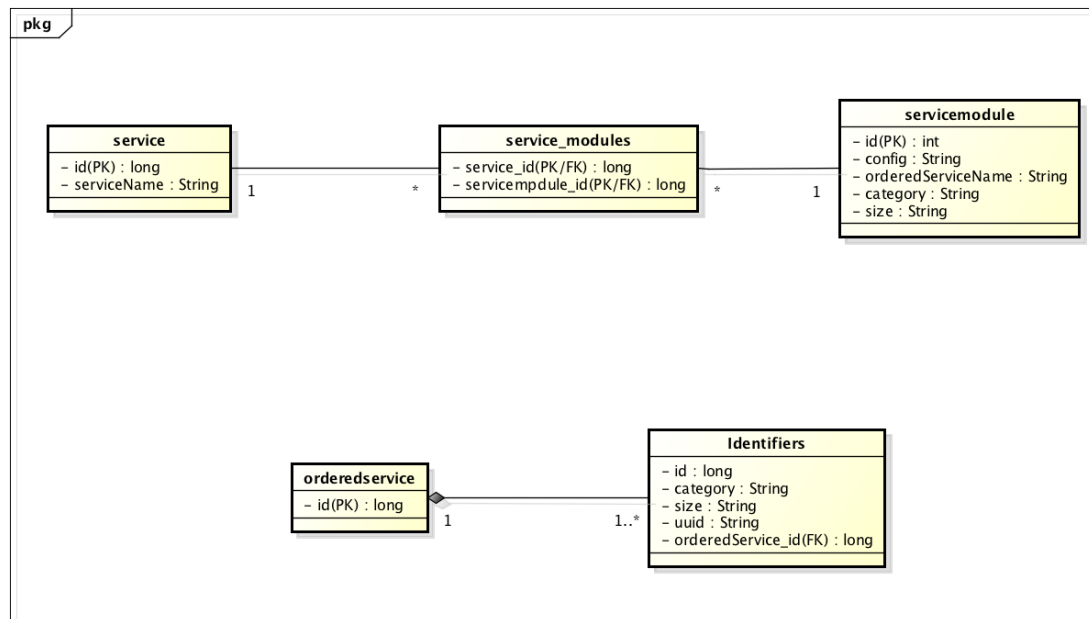 pkg
service
– id(PK) : long
– serviceName : String
1
*
service_modules
– service_id(PK/FK) : long
– servicempdule_id(PK/FK) : long
*
1
servicemodule
– id(PK) : int
– config : String
– orderedServiceName : String
– category : String
– size : String
orderedservice
– id(PK) : long
1
1..*
Identifiers
– id : long
– category : String
– size : String
– uuid : String
– orderedService_id(FK) : long